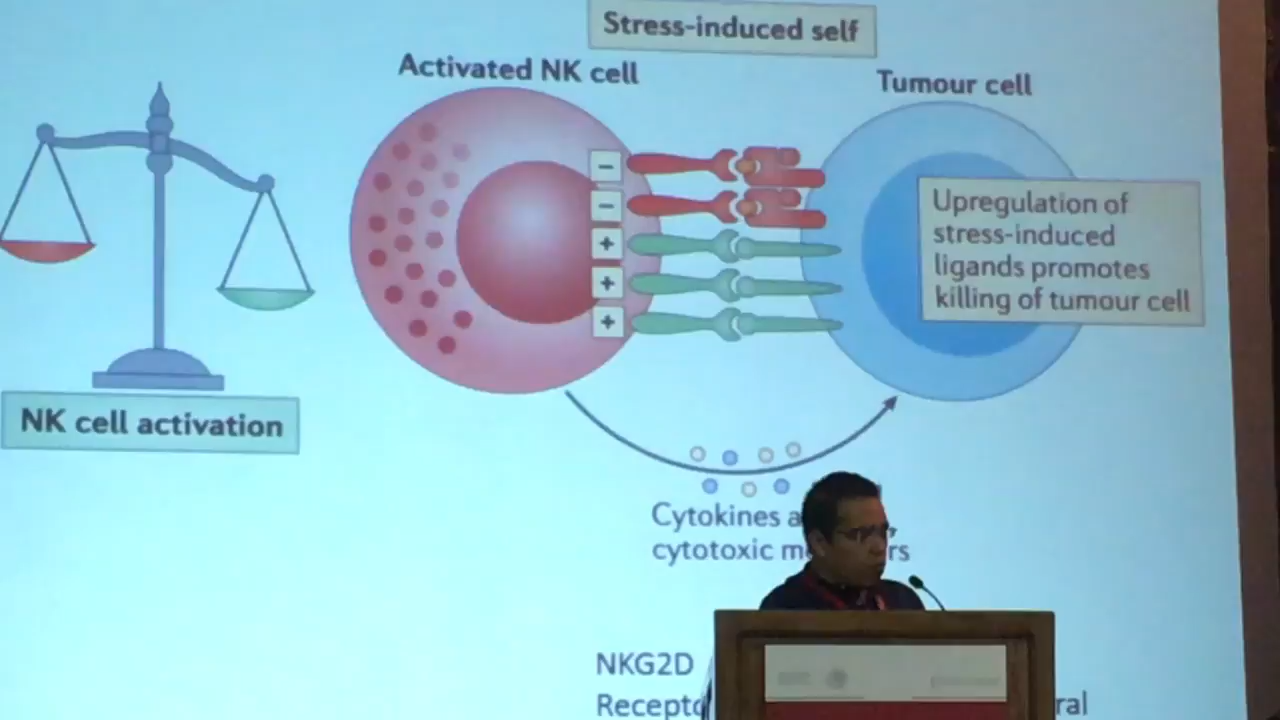 Stress-induced self
Activated NK cell
Tumour cell
−
−
+
+
+
Upregulation of
stress-induced
ligands promotes
killing of tumour cell
NK cell activation
Cytokines
cytotoxic
NKG2D